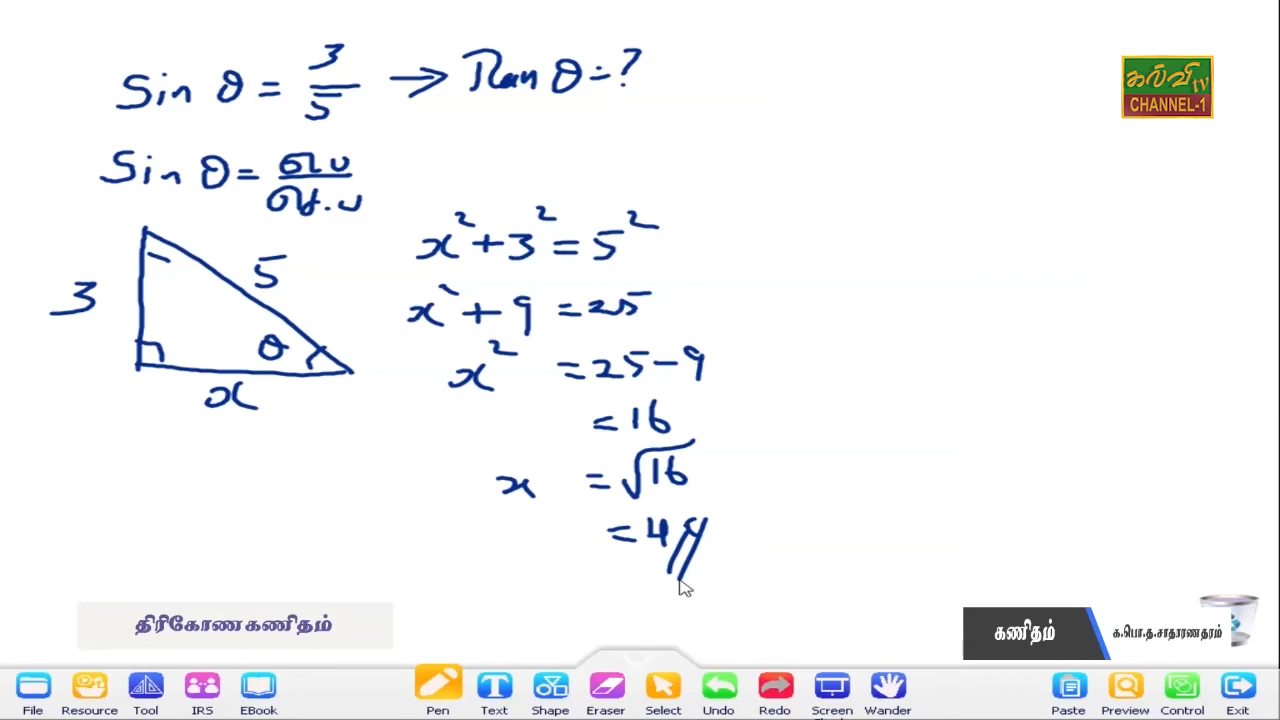 Sin θ = 3/5 → Tan θ = ?
Sin θ = எப/செ.ப
3
5
θ
x
x² + 3² = 5²
x² + 9 = 25
x² = 25 - 9
= 16
x = √16
= 4
கல்வி tv
CHANNEL-1
திரிகோணகணிதம்
கணிதம்
க.பொ.த.சாதாரணதரம்
File Resource Tool IRS EBook Pen Text Shape Eraser Select Undo Redo Screen Wander Paste Preview Control Exit